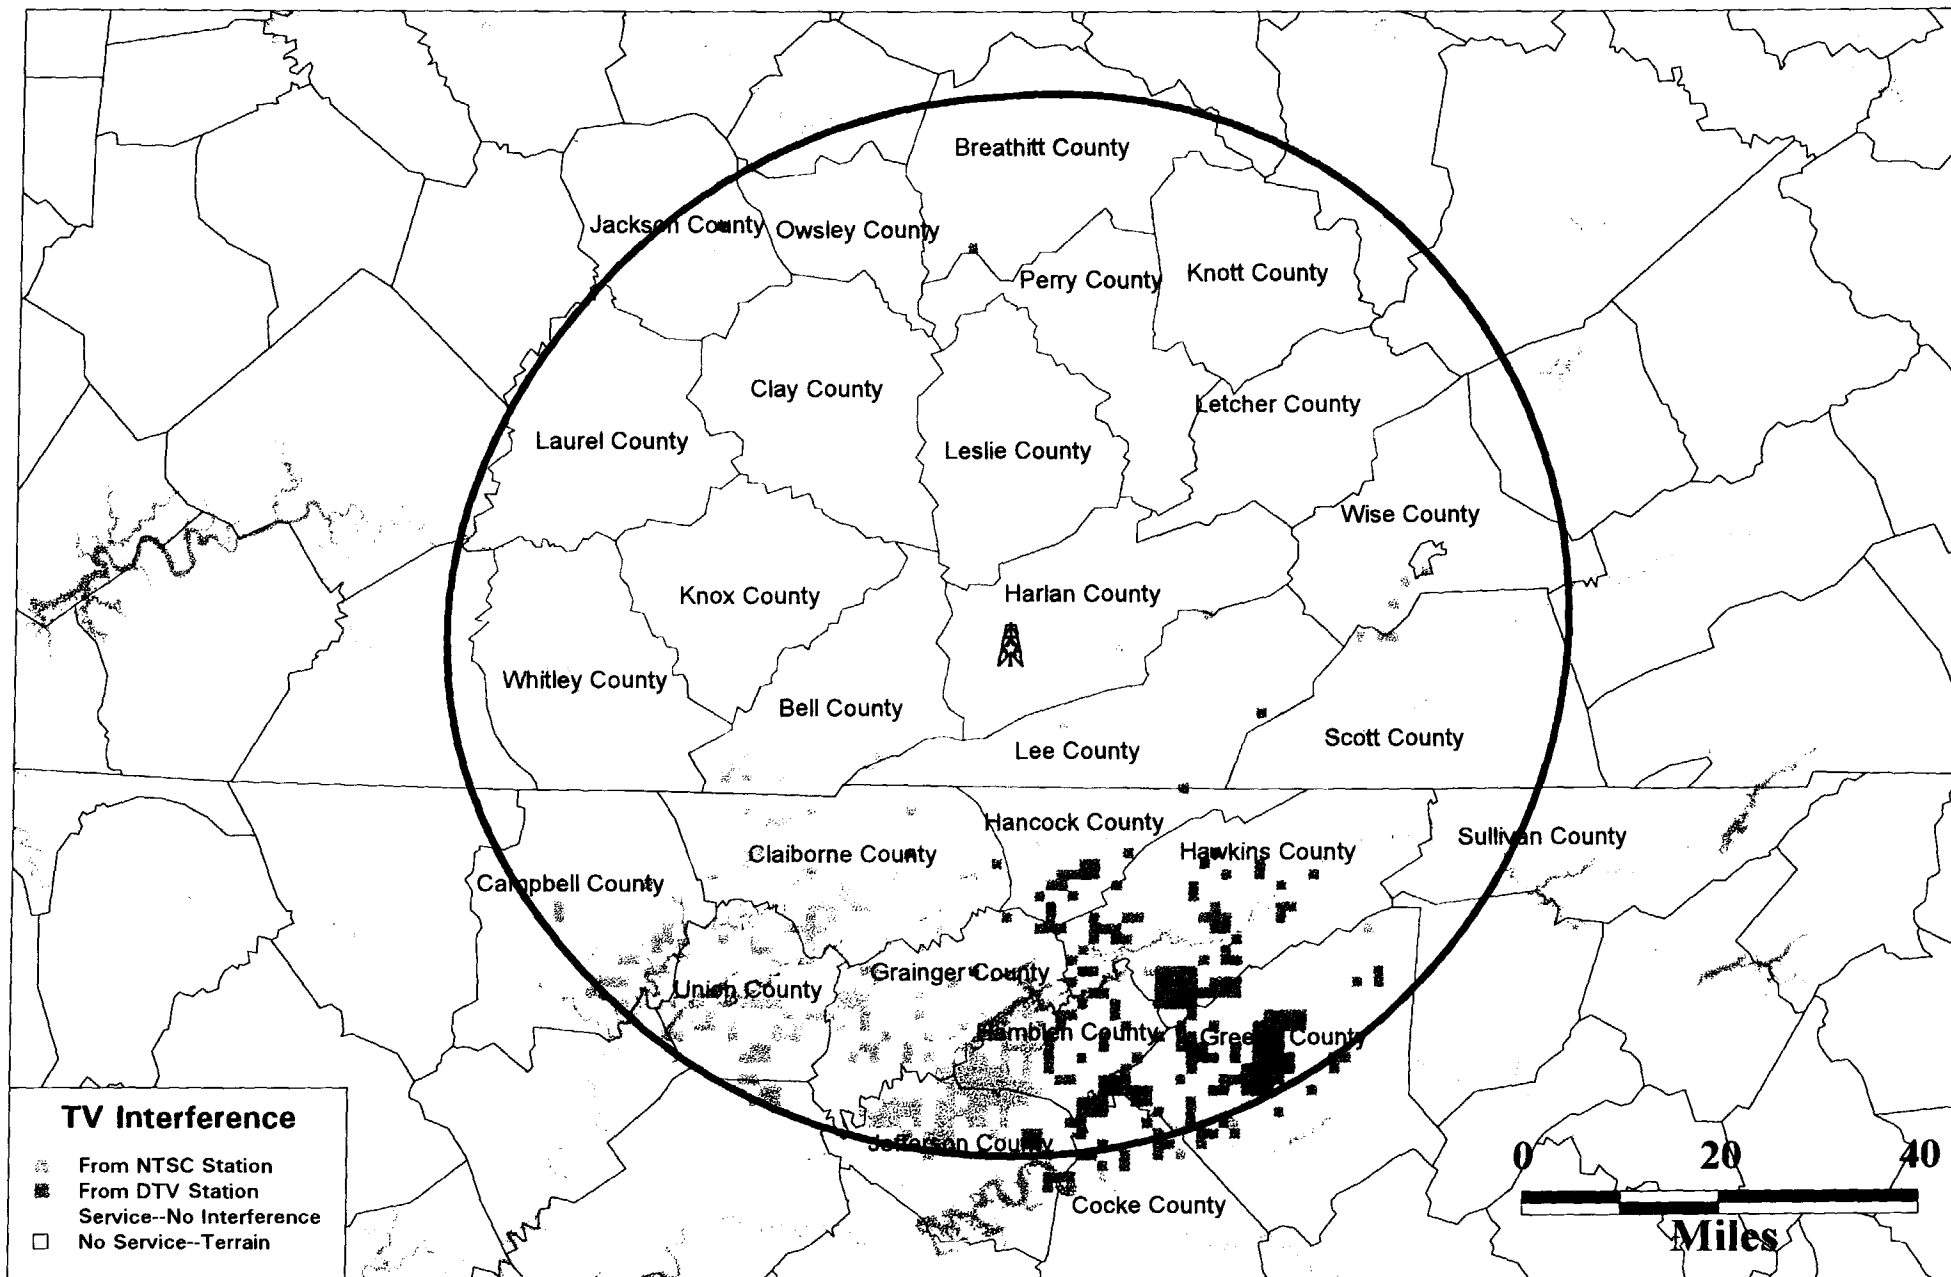 Breathitt County
Jackson County
Owsley County
Perry County
Knott County
Clay County
Letcher County
Laurel County
Leslie County
Wise County
Knox County
Harlan County
Whitley County
Bell County
Lee County
Scott County
Hancock County
Sullivan County
Claiborne County
Hawkins County
Campbell County
Grainger County
Union County
Hamblen County
Greene County
Jefferson County
Cocke County
TV Interference
From NTSC Station
From DTV Station
Service--No Interference
No Service--Terrain
0 20 40
Miles